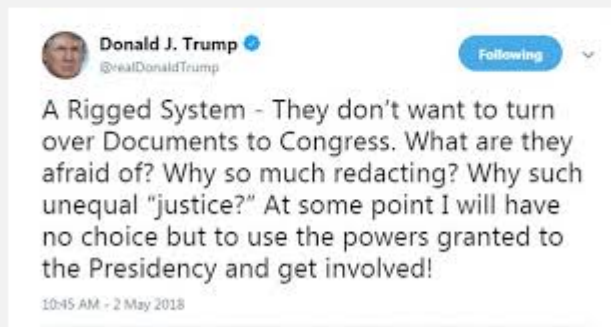 Donald J. Trump
@realDonaldTrump
Following
A Rigged System - They don't want to turn
over Documents to Congress. What are they
afraid of? Why so much redacting? Why such
unequal "justice?" At some point I will have
no choice but to use the powers granted to
the Presidency and get involved!
10:45 AM - 2 May 2018